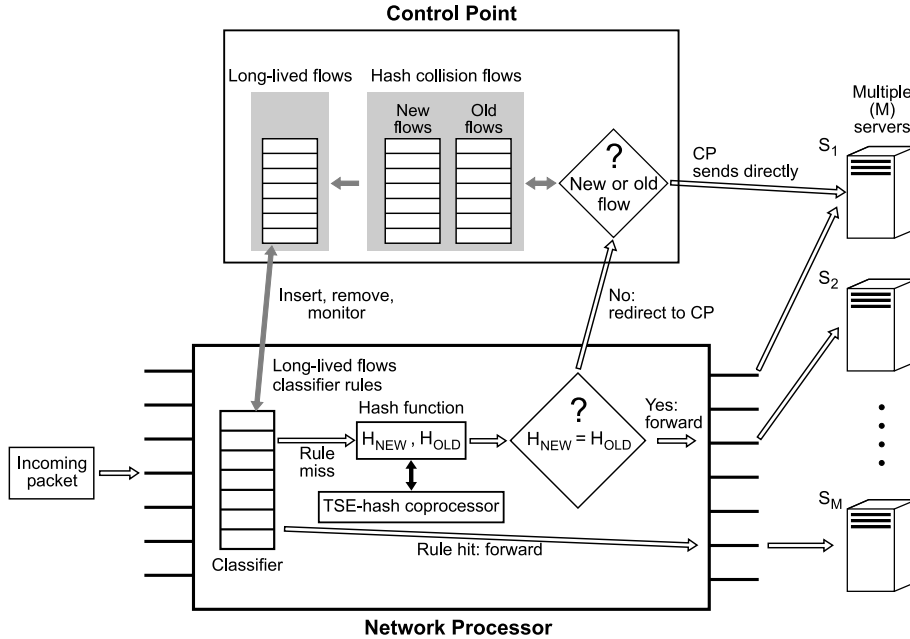 Control Point
Long-lived flows
Hash collision flows
New
flows
Old
flows
?
New or old
flow
CP
sends directly
Multiple
(M)
servers
S1
S2
SM
Insert, remove,
monitor
No:
redirect to CP
Long-lived flows
classifier rules
Hash function
HNEW , HOLD
?
HNEW = HOLD
Yes:
forward
Rule
miss
Incoming
packet
TSE-hash coprocessor
Rule hit: forward
Classifier
Network Processor